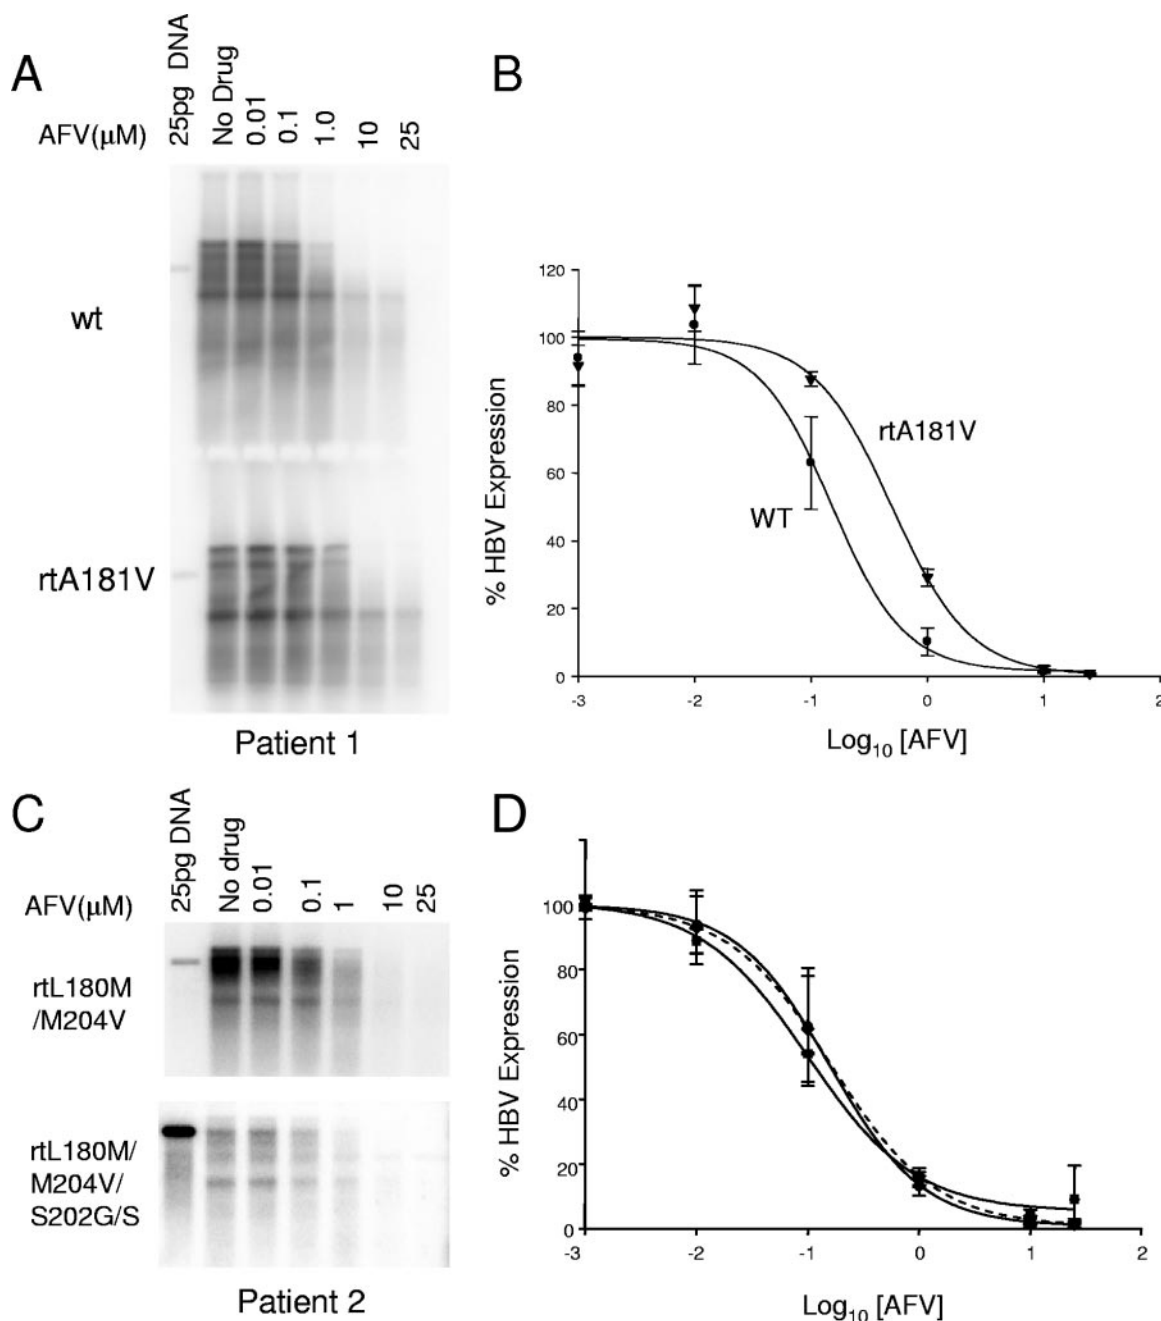 A
25pg DNA
No Drug
0.01
0.1
1.0
10
25
AFV(μM)
wt
rtA181V
Patient 1
B
120
100
80
60
40
20
0
% HBV Expression
rtA181V
WT
-3
-2
-1
0
1
2
Log10 [AFV]
C
25pg DNA
No drug
0.01
0.1
1
10
25
AFV(μM)
rtL180M
/M204V
rtL180M/
M204V/
S202G/S
Patient 2
D
100
80
60
40
20
0
% HBV Expression
-3
-2
-1
0
1
2
Log10 [AFV]